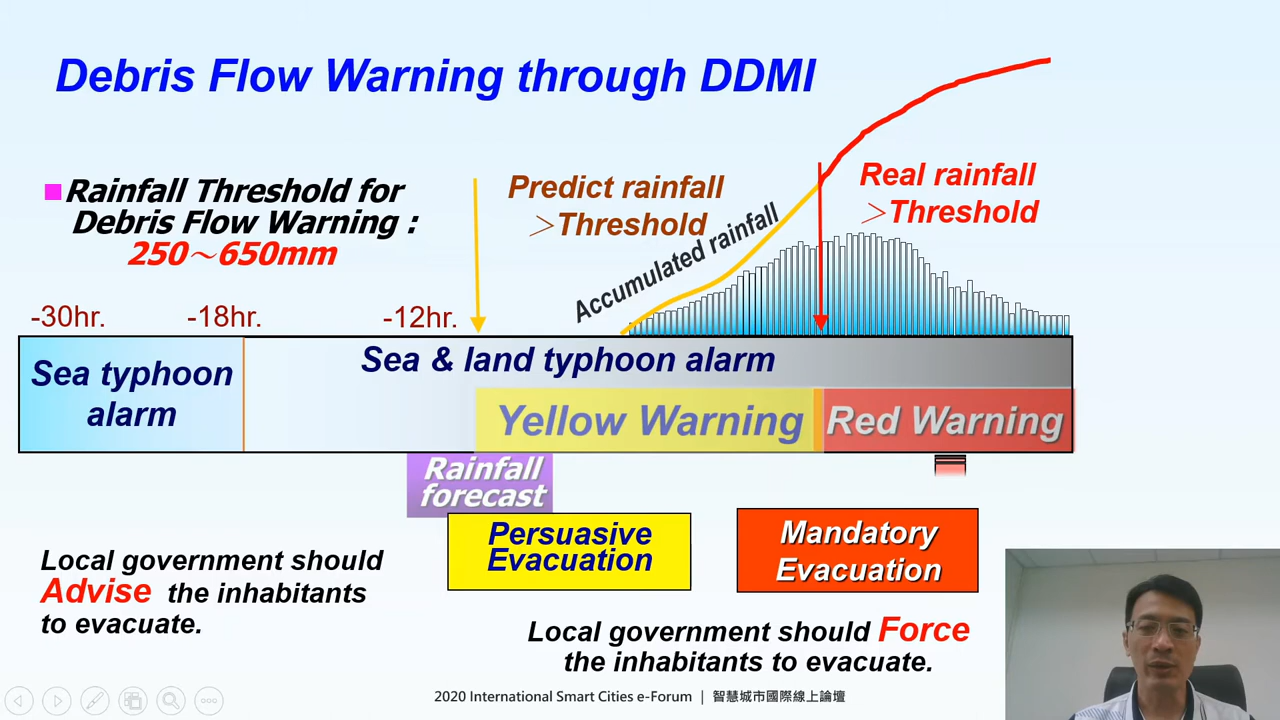 Debris Flow Warning through DDMI
Rainfall Threshold for
Debris Flow Warning :
250～650mm
Predict rainfall
＞Threshold
Accumulated rainfall
Real rainfall
＞Threshold
-30hr.
-18hr.
-12hr.
Sea typhoon
alarm
Sea & land typhoon alarm
Yellow Warning
Red Warning
Rainfall
forecast
Persuasive
Evacuation
Mandatory
Evacuation
Local government should
Advise the inhabitants
to evacuate.
Local government should Force
the inhabitants to evacuate.
2020 International Smart Cities e-Forum ｜ 智慧城市國際線上論壇